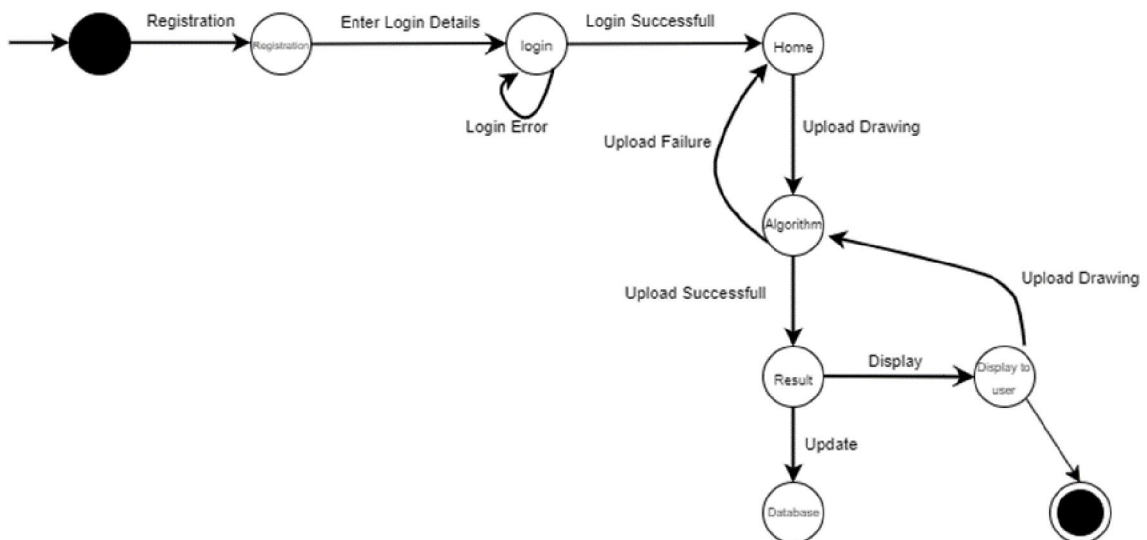 Registration
Enter Login Details
Login Successfull
Registration
login
Home
Login Error
Upload Failure
Upload Drawing
Algorithm
Upload Successfull
Upload Drawing
Display
Result
Display to
user
Update
Database